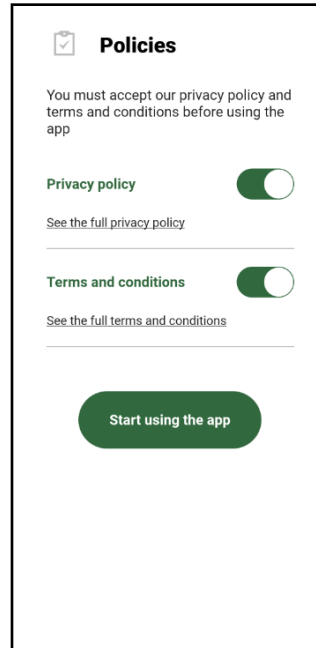 Policies
You must accept our privacy policy and
terms and conditions before using the
app
Privacy policy
See the full privacy policy
Terms and conditions
See the full terms and conditions
Start using the app